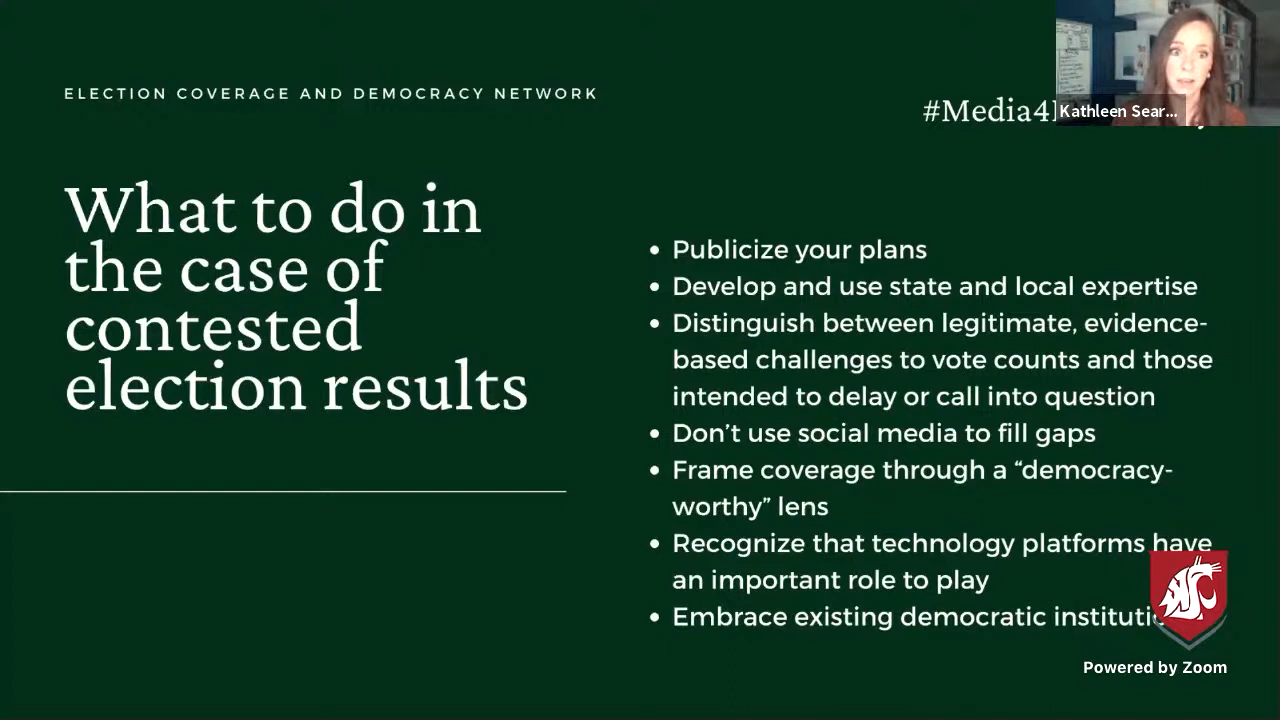 ELECTION COVERAGE AND DEMOCRACY NETWORK
Kathleen Sear...
What to do in
the case of
contested
election results
• Publicize your plans
• Develop and use state and local expertise
• Distinguish between legitimate, evidence-
based challenges to vote counts and those
intended to delay or call into question
• Don’t use social media to fill gaps
• Frame coverage through a “democracy-
worthy” lens
• Recognize that technology platforms have
an important role to play
• Embrace existing democratic
Powered by Zoom